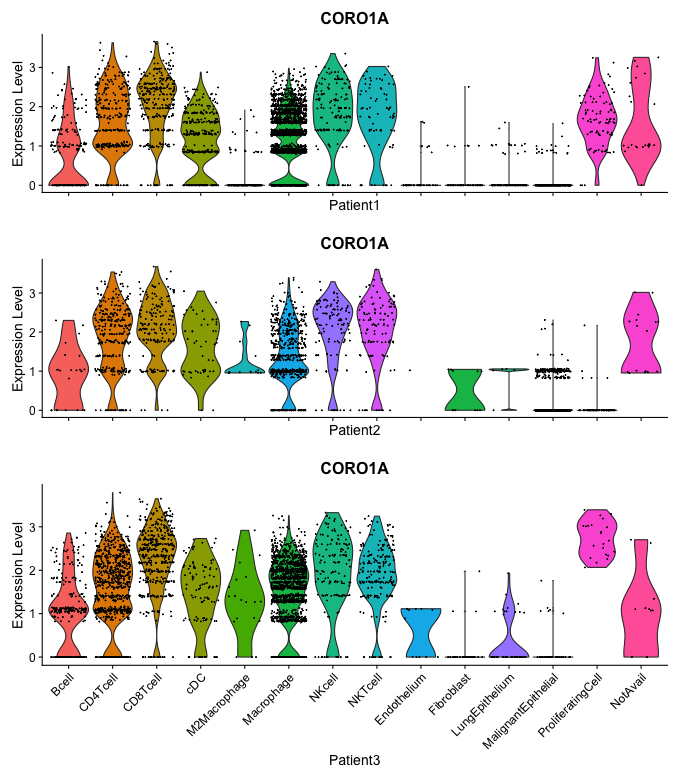 CORO1A
Expression Level
3
2
1
0
Patient1
CORO1A
Expression Level
3
2
1
0
Patient2
CORO1A
Expression Level
3
2
1
0
Bcell
CD4Tcell
CD8Tcell
cDC
M2Macrophage
Macrophage
NKcell
NKTcell
Endothelium
Fibroblast
LungEpithelium
MalignantEpithelial
ProliferatingCell
NotAvail
Patient3